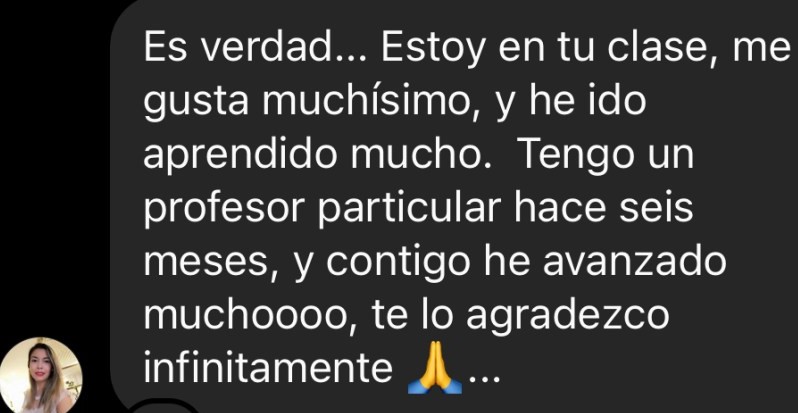 Es verdad... Estoy en tu clase, me
gusta muchísimo, y he ido
aprendido mucho.  Tengo un
profesor particular hace seis
meses, y contigo he avanzado
muchoooo, te lo agradezco
infinitamente 🙏...